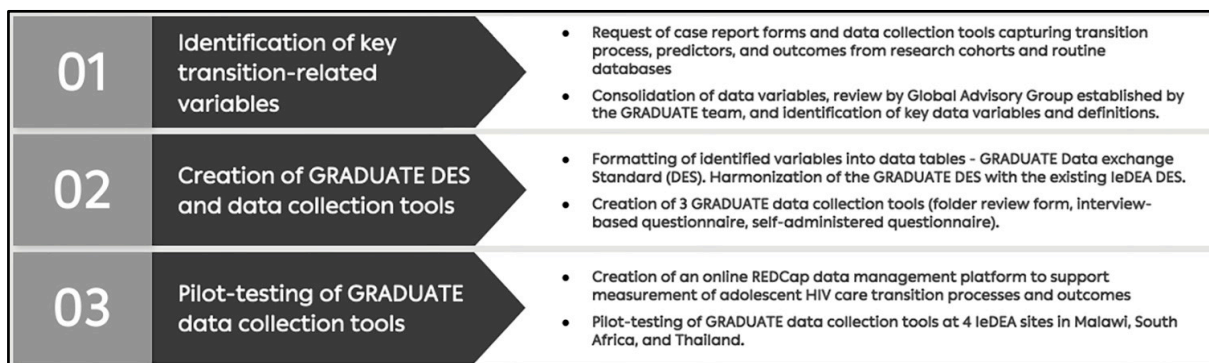 01
Identification of key
transition-related
variables
• Request of case report forms and data collection tools capturing transition
process, predictors, and outcomes from research cohorts and routine
databases
• Consolidation of data variables, review by Global Advisory Group established by
the GRADUATE team, and identification of key data variables and definitions.
02
Creation of GRADUATE DES
and data collection tools
• Formatting of identified variables into data tables - GRADUATE Data exchange
Standard (DES). Harmonization of the GRADUATE DES with the existing IeDEA DES.
• Creation of 3 GRADUATE data collection tools (folder review form, interview-
based questionnaire, self-administered questionnaire).
03
Pilot-testing of GRADUATE
data collection tools
• Creation of an online REDCap data management platform to support
measurement of adolescent HIV care transition processes and outcomes
• Pilot-testing of GRADUATE data collection tools at 4 IeDEA sites in Malawi, South
Africa, and Thailand.